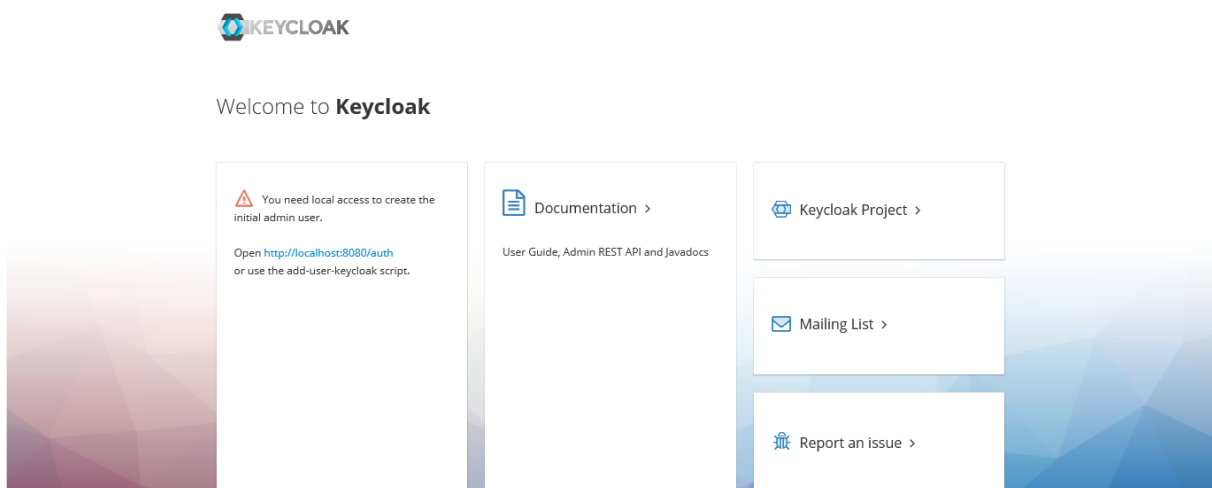 KEYCLOAK
Welcome to Keycloak
You need local access to create the
initial admin user.
Open http://localhost:8080/auth
or use the add-user-keycloak script.
Documentation >
User Guide, Admin REST API and Javadocs
Keycloak Project >
Mailing List >
Report an issue >